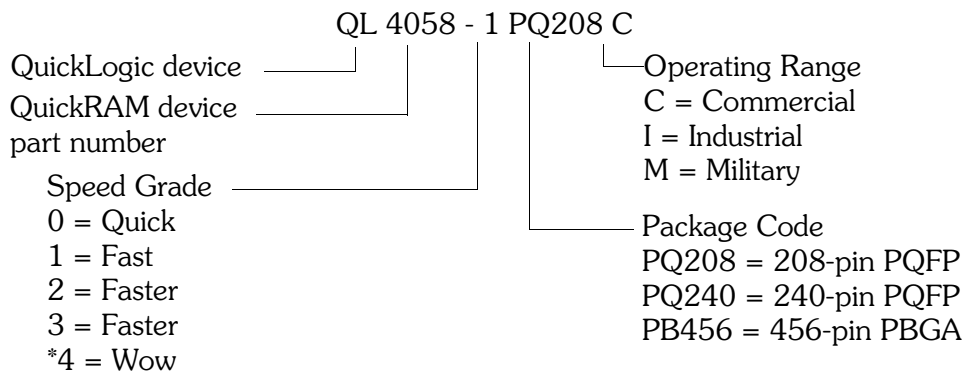 QL 4058 - 1 PQ208 C
QuickLogic device
QuickRAM device
part number
Speed Grade
0 = Quick
1 = Fast
2 = Faster
3 = Faster
*4 = Wow
Operating Range
C = Commercial
I = Industrial
M = Military
Package Code
PQ208 = 208-pin PQFP
PQ240 = 240-pin PQFP
PB456 = 456-pin PBGA